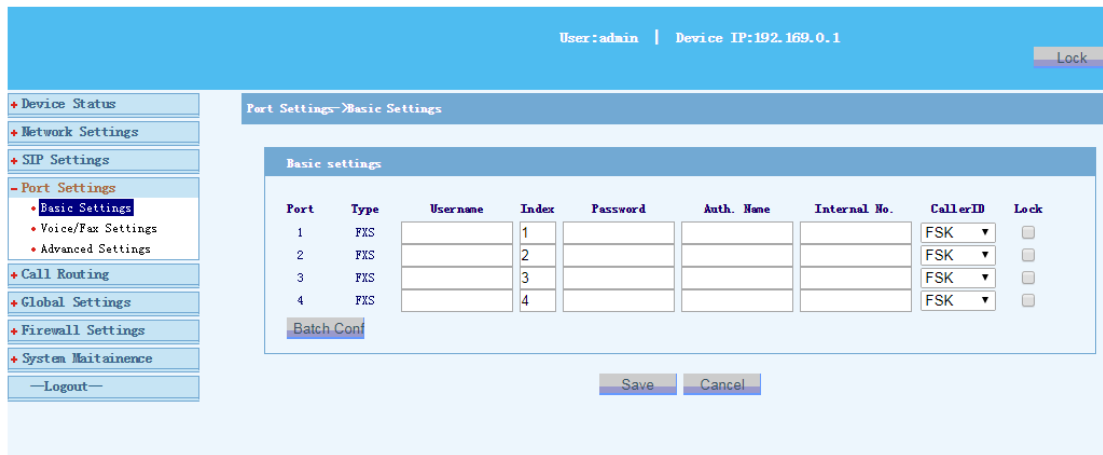 User:admin | Device IP:192.169.0.1
Lock
+ Device Status
+ Network Settings
+ SIP Settings
- Port Settings
• Basic Settings
• Voice/Fax Settings
• Advanced Settings
+ Call Routing
+ Global Settings
+ Firewall Settings
+ System Maitainence
—Logout—
Port Settings->Basic Settings
Basic settings
Port Type Username Index Password Auth. Name Internal No. CallerID Lock
1 FXS 1 FSK ▼
2 FXS 2 FSK ▼
3 FXS 3 FSK ▼
4 FXS 4 FSK ▼
Batch Conf
Save Cancel